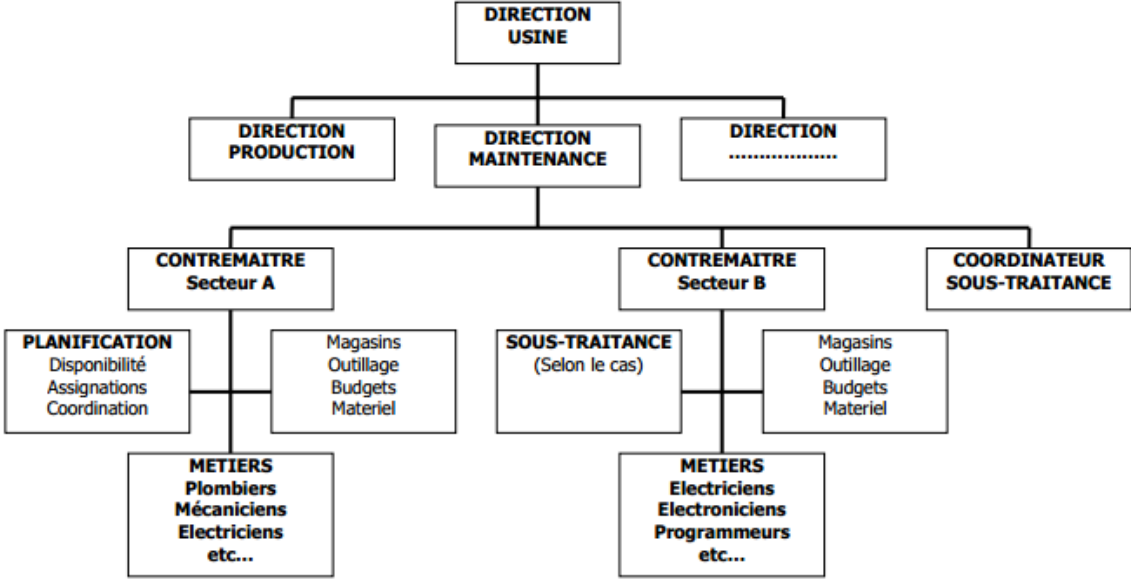 DIRECTION
USINE
DIRECTION
PRODUCTION
DIRECTION
MAINTENANCE
DIRECTION
..................
CONTREMAITRE
Secteur A
CONTREMAITRE
Secteur B
COORDINATEUR
SOUS-TRAITANCE
PLANIFICATION
Disponibilité
Assignations
Coordination
Magasins
Outillage
Budgets
Materiel
SOUS-TRAITANCE
(Selon le cas)
Magasins
Outillage
Budgets
Materiel
METIERS
Plombiers
Mécaniciens
Electriciens
etc...
METIERS
Electriciens
Electroniciens
Programmeurs
etc...